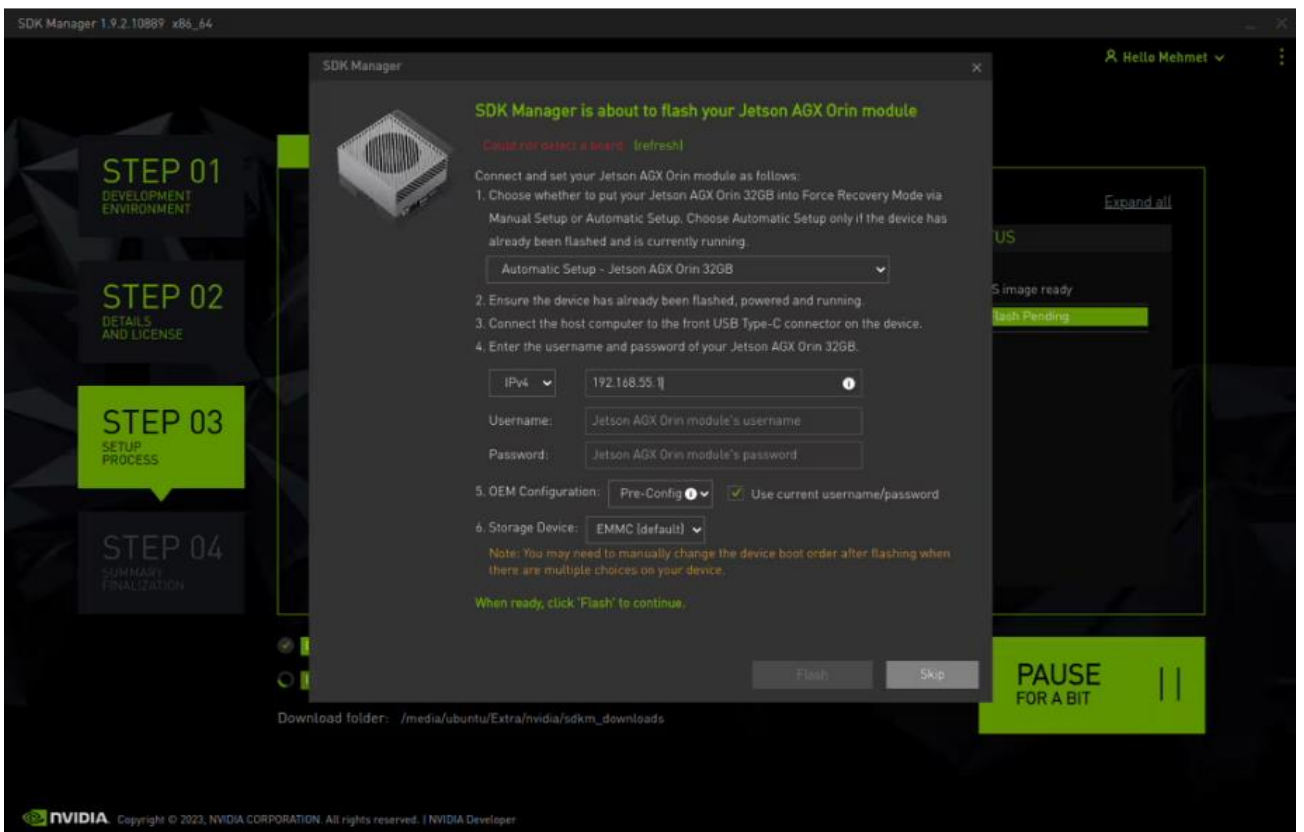 SDK Manager 1.9.2.10889 x86_64
Hello Mehmet
SDK Manager
SDK Manager is about to flash your Jetson AGX Orin module
Could not detect a board. [refresh]
Connect and set your Jetson AGX Orin module as follows:
1. Choose whether to put your Jetson AGX Orin 32GB into Force Recovery Mode via
Manual Setup or Automatic Setup. Choose Automatic Setup only if the device has
already been flashed and is currently running.
Automatic Setup - Jetson AGX Orin 32GB
2. Ensure the device has already been flashed, powered and running.
3. Connect the host computer to the front USB Type-C connector on the device.
4. Enter the username and password of your Jetson AGX Orin 32GB.
IPv4 192.168.55.1
Username: Jetson AGX Orin module's username
Password: Jetson AGX Orin module's password
5. OEM Configuration: Pre-Config Use current username/password
6. Storage Device: EMMC (default)
Note: You may need to manually change the device boot order after flashing when
there are multiple choices on your device.
When ready, click 'Flash' to continue.
Flash Skip
STEP 01
DEVELOPMENT
ENVIRONMENT
STEP 02
DETAILS
AND LICENSE
STEP 03
SETUP
PROCESS
STEP 04
SUMMARY
FINALIZATION
Expand all
US
S image ready
Flash Pending
PAUSE
FOR A BIT
Download folder: /media/ubuntu/Extra/nvidia/sdkm_downloads
NVIDIA. Copyright © 2023, NVIDIA CORPORATION. All rights reserved. | NVIDIA Developer